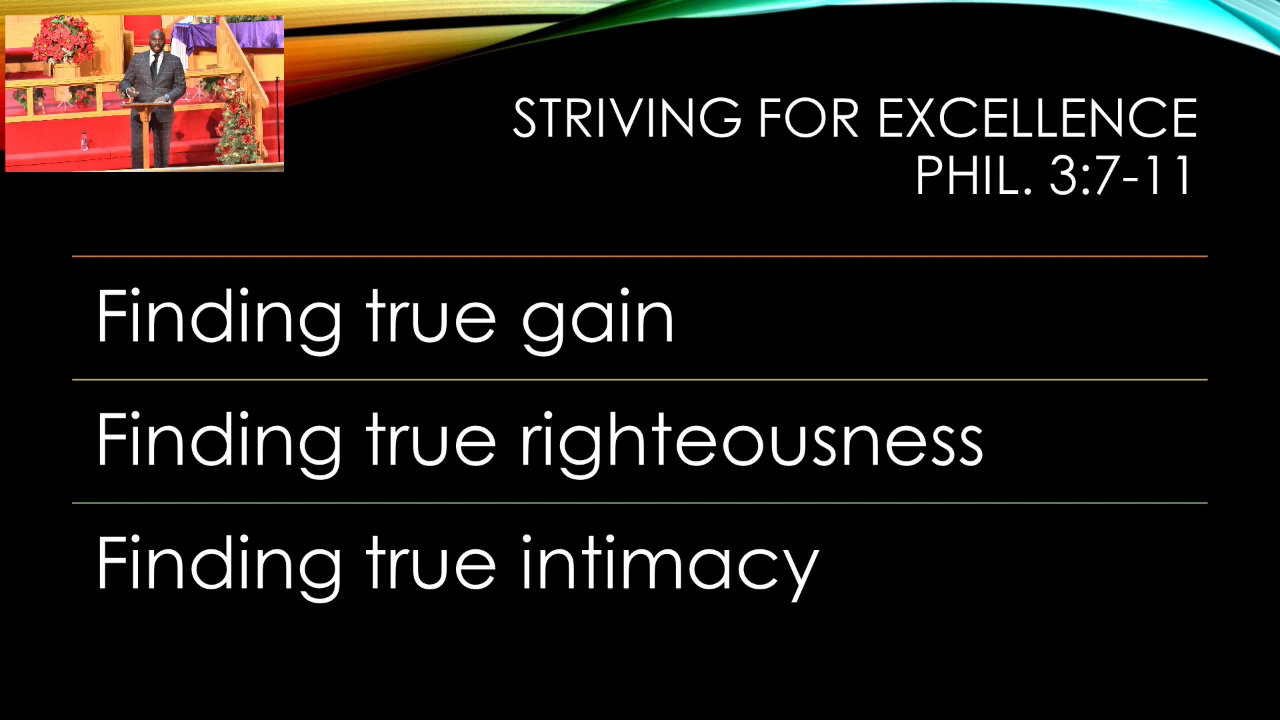 STRIVING FOR EXCELLENCE
PHIL. 3:7-11
Finding true gain
Finding true righteousness
Finding true intimacy